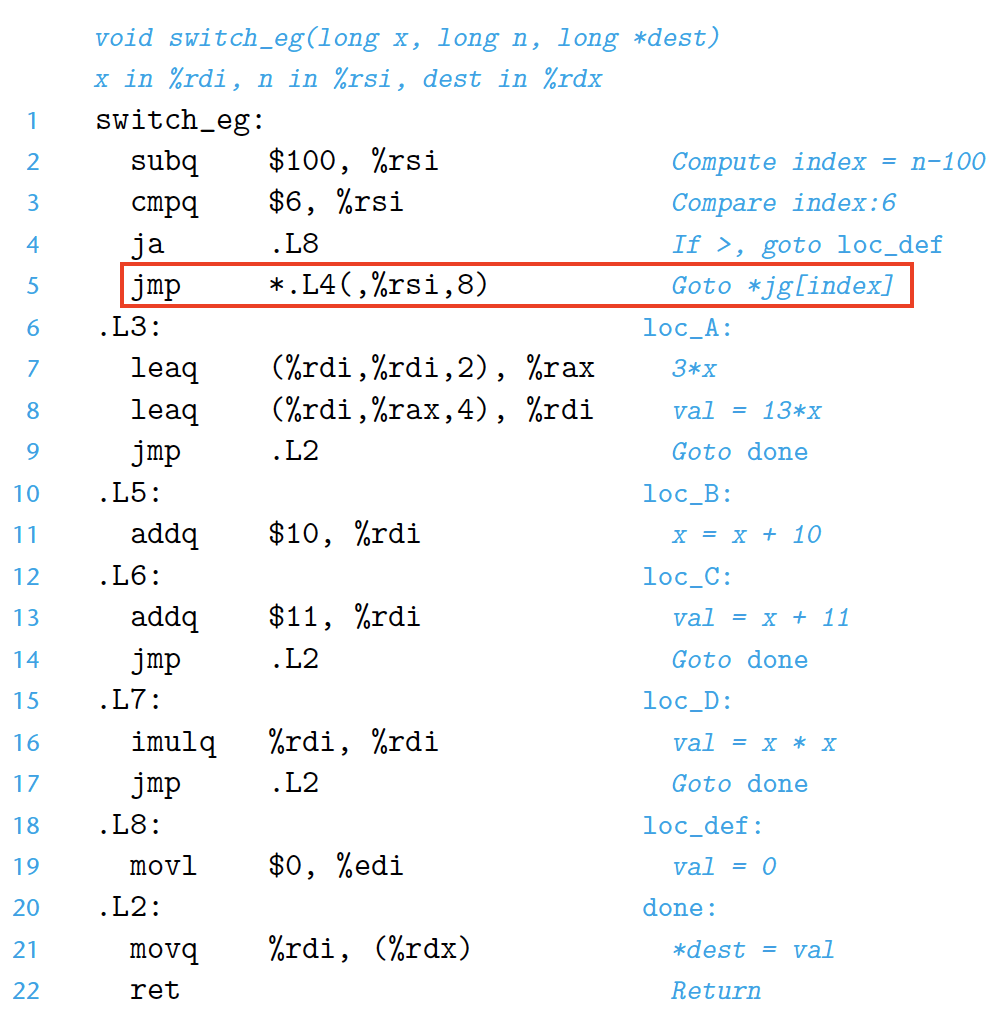 void switch_eg(long x, long n, long *dest)
x in %rdi, n in %rsi, dest in %rdx
1 switch_eg:
2 subq $100, %rsi Compute index = n-100
3 cmpq $6, %rsi Compare index:6
4 ja .L8 If >, goto loc_def
5 jmp *.L4(,%rsi,8) Goto *jg[index]
6 .L3: loc_A:
7 leaq (%rdi,%rdi,2), %rax 3*x
8 leaq (%rdi,%rax,4), %rdi val = 13*x
9 jmp .L2 Goto done
10 .L5: loc_B:
11 addq $10, %rdi x = x + 10
12 .L6: loc_C:
13 addq $11, %rdi val = x + 11
14 jmp .L2 Goto done
15 .L7: loc_D:
16 imulq %rdi, %rdi val = x * x
17 jmp .L2 Goto done
18 .L8: loc_def:
19 movl $0, %edi val = 0
20 .L2: done:
21 movq %rdi, (%rdx) *dest = val
22 ret Return